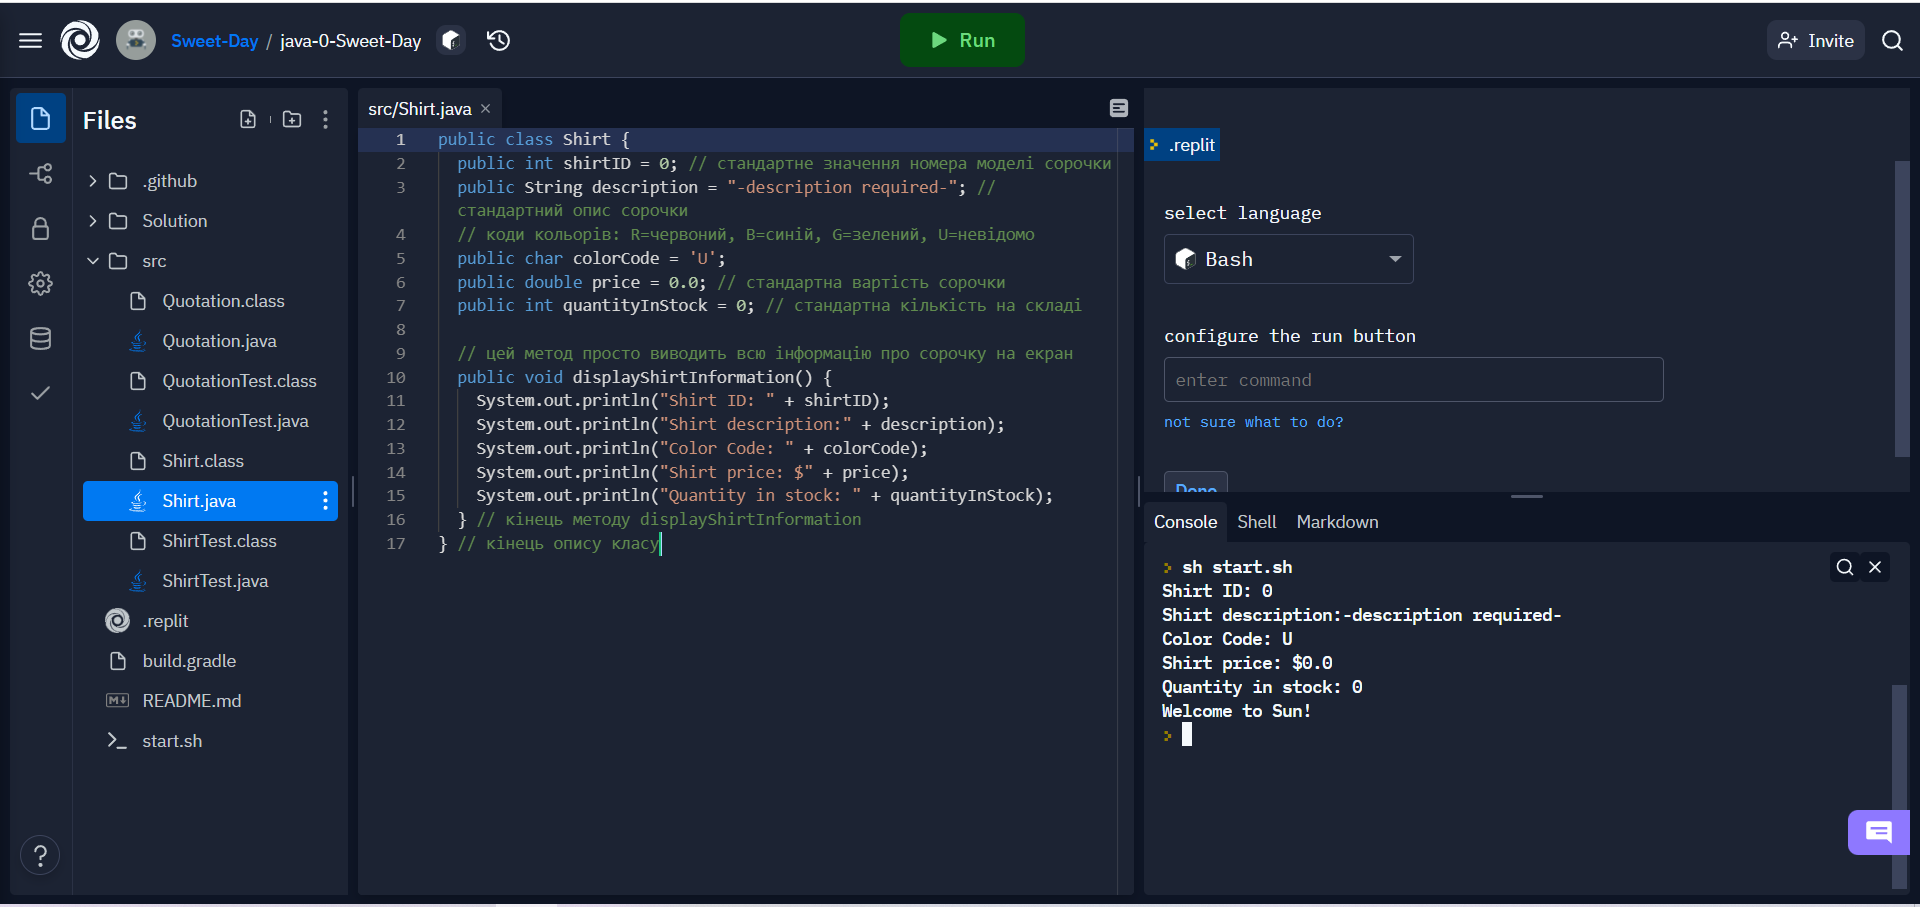 Sweet-Day / java-0-Sweet-Day
Run
Invite
Files
.github
Solution
src
Quotation.class
Quotation.java
QuotationTest.class
QuotationTest.java
Shirt.class
Shirt.java
ShirtTest.class
ShirtTest.java
.replit
build.gradle
README.md
start.sh
?
src/Shirt.java
1 public class Shirt {
2 public int shirtID = 0; // стандартне значення номера моделі сорочки
3 public String description = "-description required-"; //
стандартний опис сорочки
4 // коди кольорів: R=червоний, B=синій, G=зелений, U=невідомо
5 public char colorCode = 'U';
6 public double price = 0.0; // стандартна вартість сорочки
7 public int quantityInStock = 0; // стандартна кількість на складі
8
9 // цей метод просто виводить всю інформацію про сорочку на екран
10 public void displayShirtInformation() {
11 System.out.println("Shirt ID: " + shirtID);
12 System.out.println("Shirt description:" + description);
13 System.out.println("Color Code: " + colorCode);
14 System.out.println("Shirt price: $" + price);
15 System.out.println("Quantity in stock: " + quantityInStock);
16 } // кінець методу displayShirtInformation
17 } // кінець опису класу
.replit
select language
Bash
configure the run button
enter command
not sure what to do?
Done
Console Shell Markdown
sh start.sh
Shirt ID: 0
Shirt description:-description required-
Color Code: U
Shirt price: $0.0
Quantity in stock: 0
Welcome to Sun!